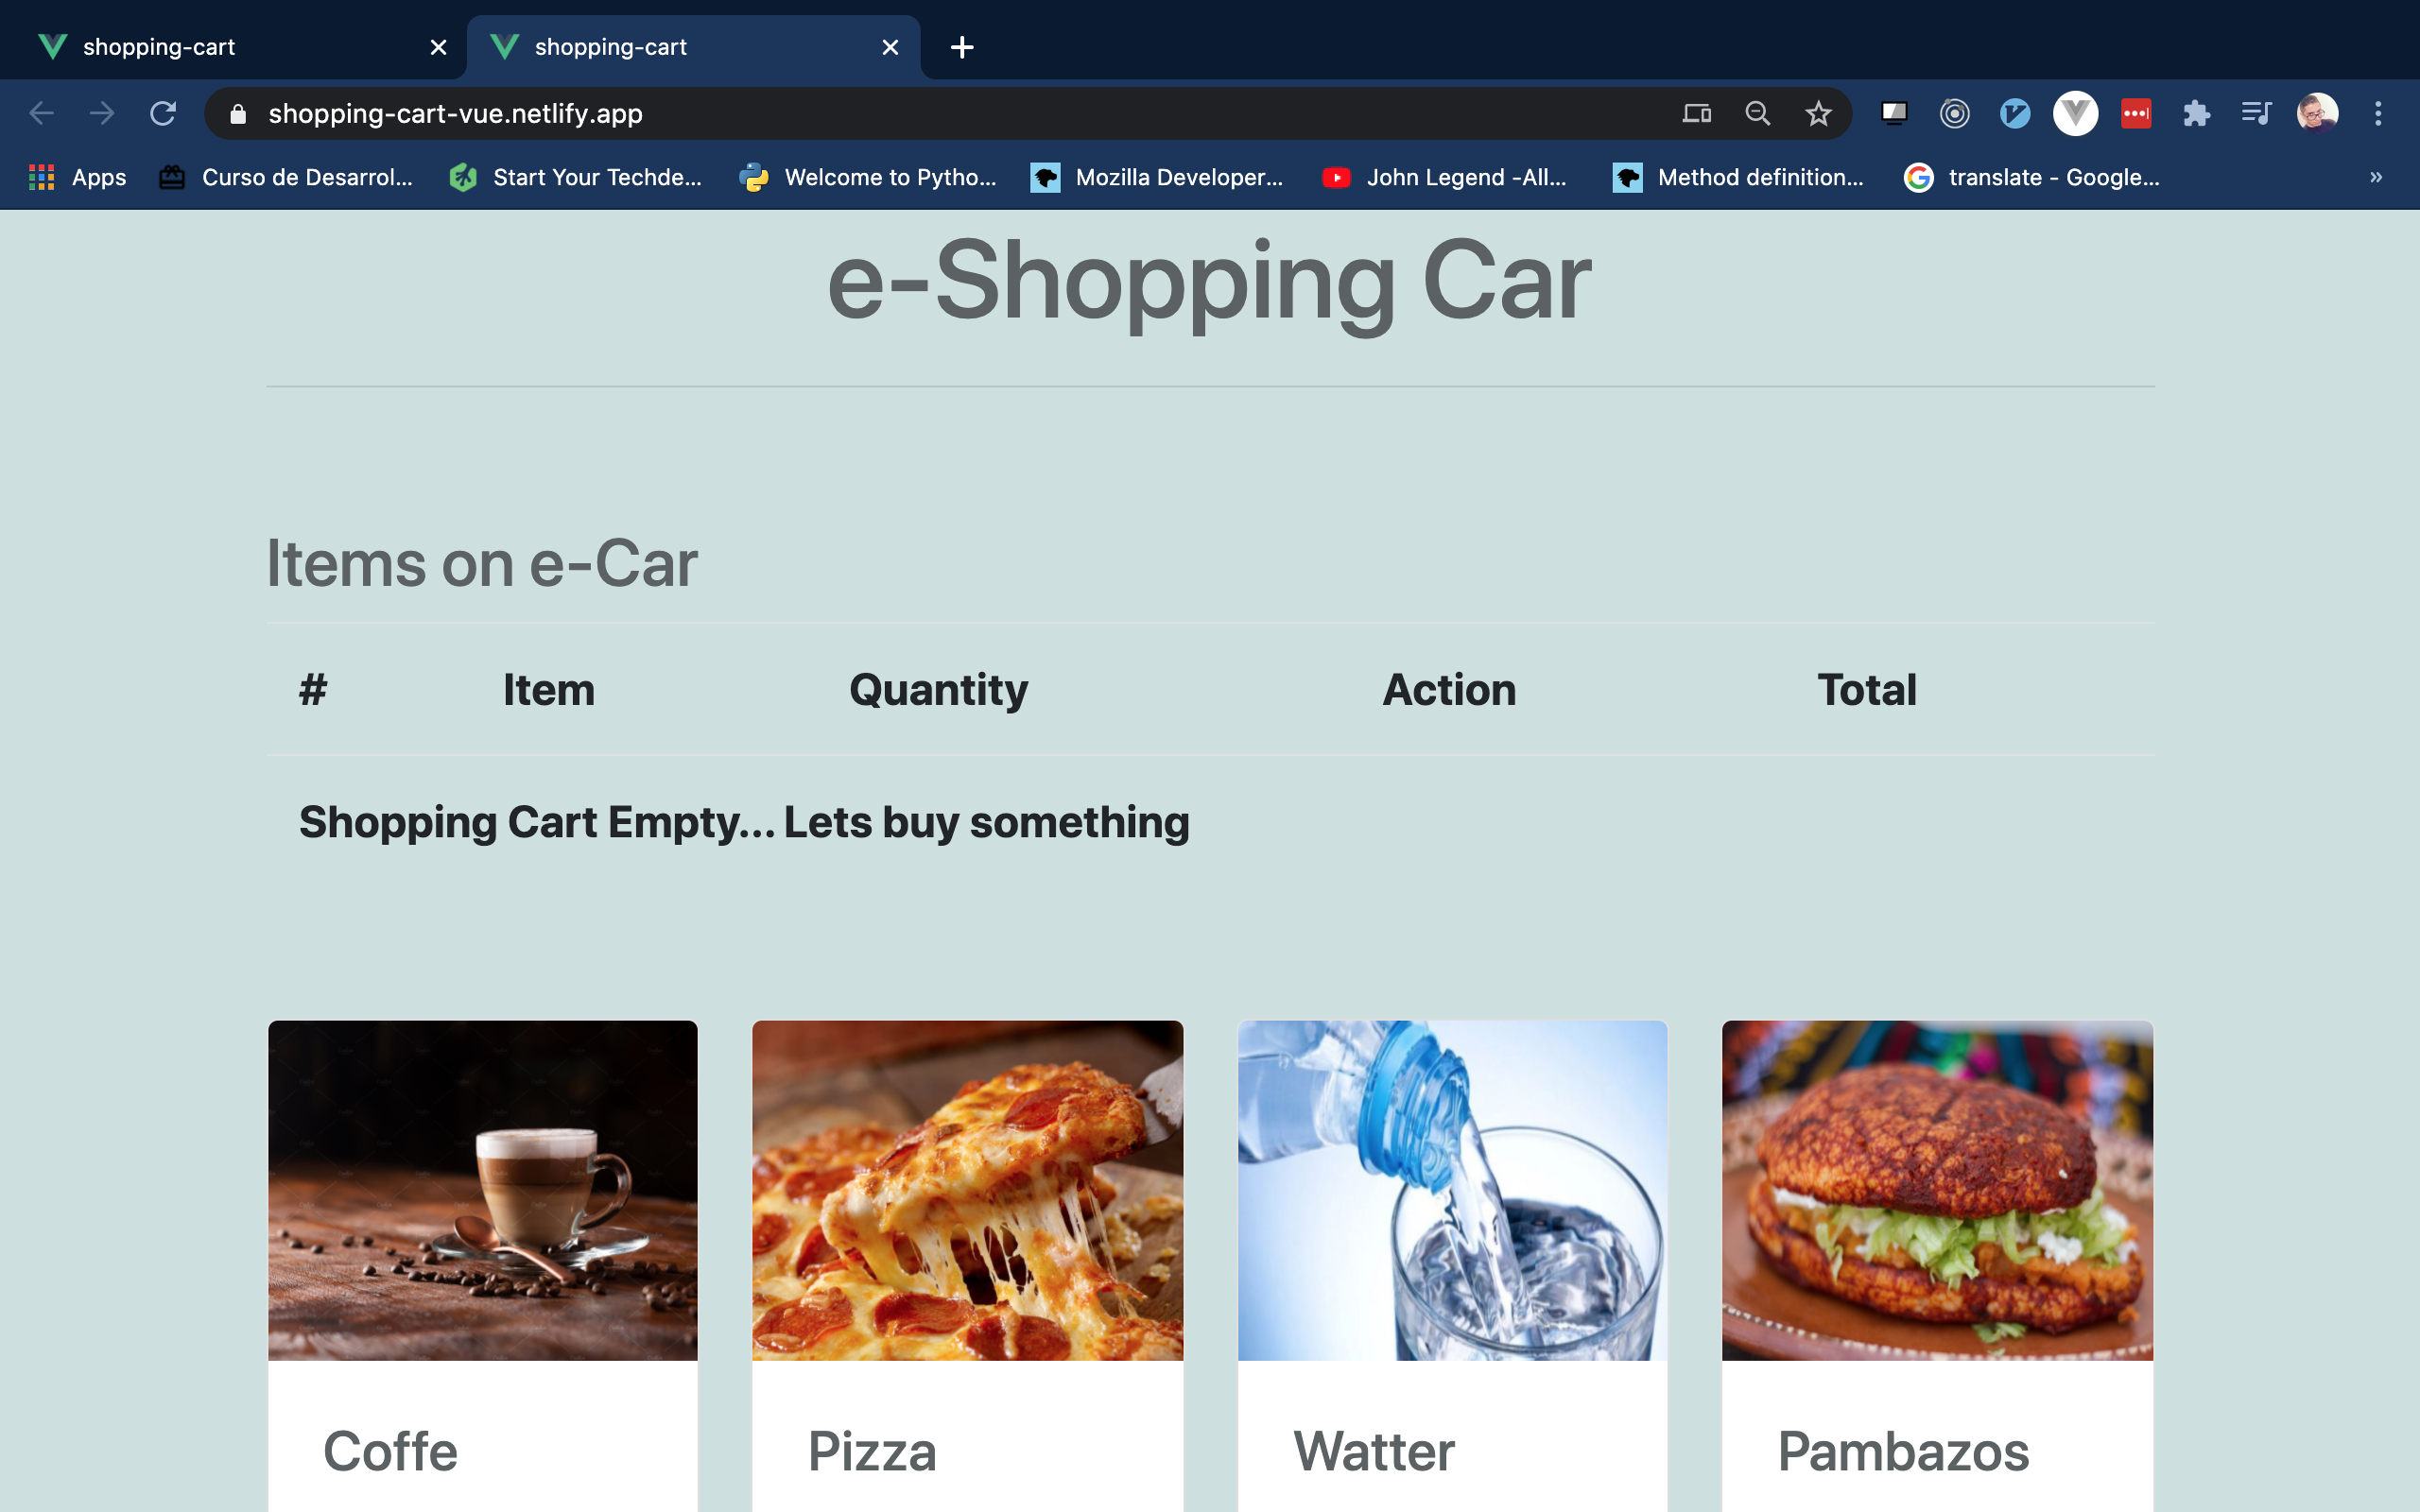 shopping-cart
shopping-cart
shopping-cart-vue.netlify.app
Apps
Curso de Desarrol...
Start Your Techde...
Welcome to Pytho...
Mozilla Developer...
John Legend -All...
Method definition...
translate - Google...
e-Shopping Car
Items on e-Car
# Item Quantity Action Total
Shopping Cart Empty... Lets buy something
Coffe
Pizza
Watter
Pambazos